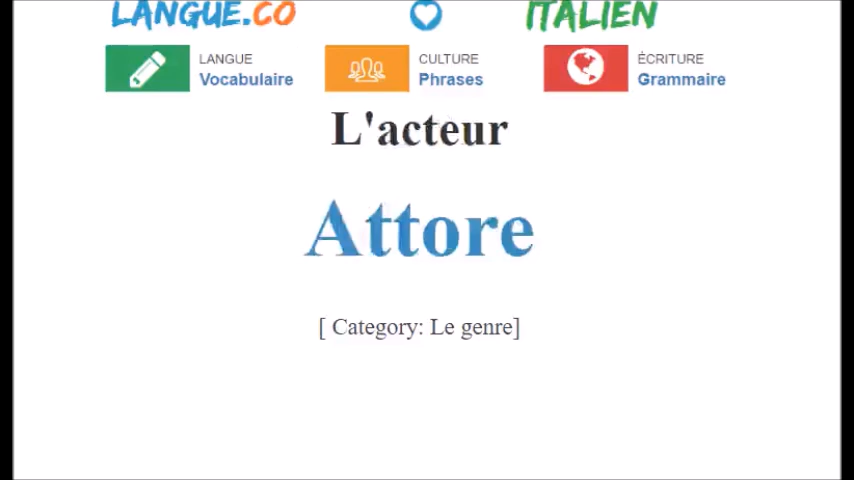 LANGUE.CO ITALIEN
LANGUE CULTURE ÉCRITURE
Vocabulaire Phrases Grammaire
L'acteur
Attore
[ Category: Le genre]